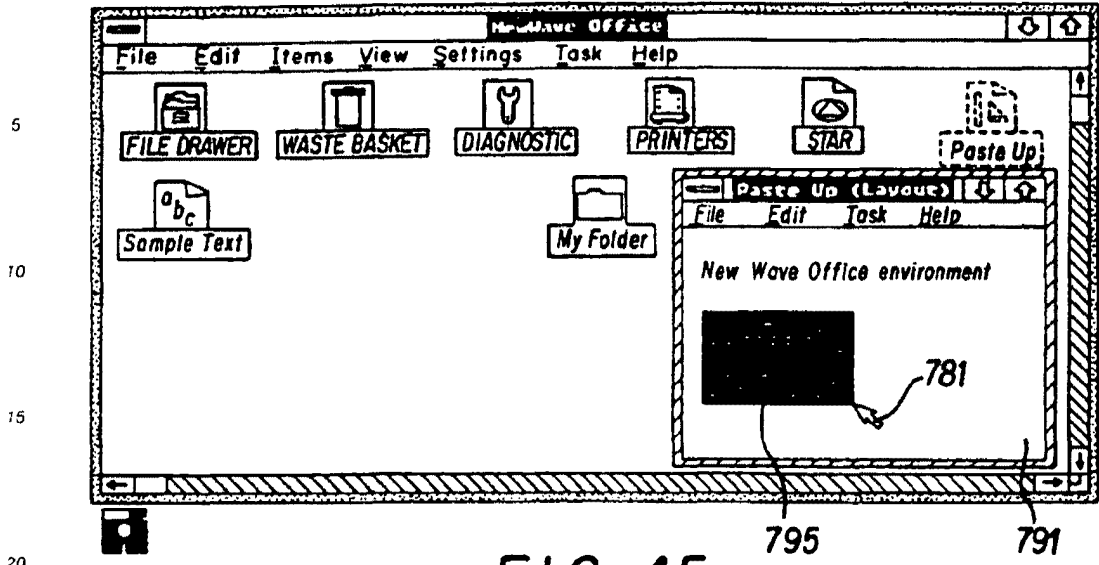 NewWave Office
File Edit Items View Settings Task Help
5
FILE DRAWER WASTE BASKET DIAGNOSTIC PRINTERS STAR Paste Up
Paste Up (Layout)
File Edit Task Help
abc
Sample Text My Folder
10
New Wave Office environment
781
15
795 791
20